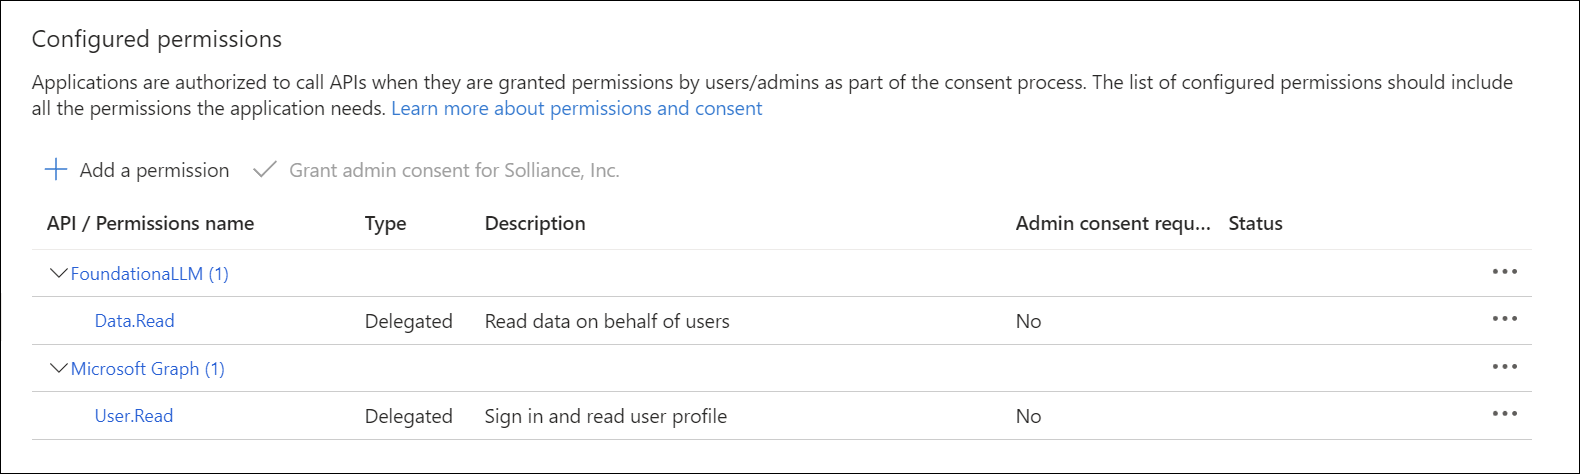 Configured permissions
Applications are authorized to call APIs when they are granted permissions by users/admins as part of the consent process. The list of configured permissions should include
all the permissions the application needs. Learn more about permissions and consent
Add a permission Grant admin consent for Solliance, Inc.
API / Permissions name Type Description Admin consent requ... Status
FoundationaLLM (1)
Data.Read Delegated Read data on behalf of users No
Microsoft Graph (1)
User.Read Delegated Sign in and read user profile No